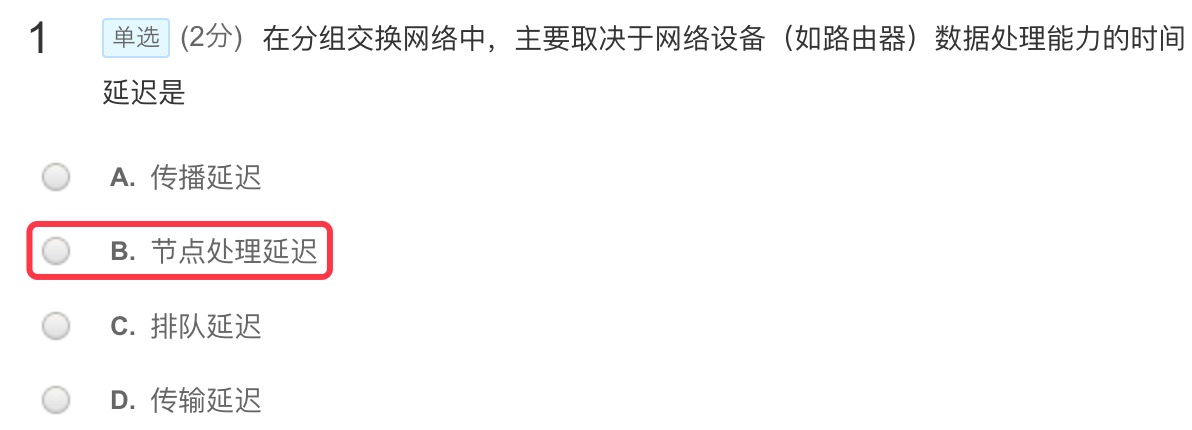 1 单选 (2分) 在分组交换网络中，主要取决于网络设备（如路由器）数据处理能力的时间
延迟是
A. 传播延迟
B. 节点处理延迟
C. 排队延迟
D. 传输延迟